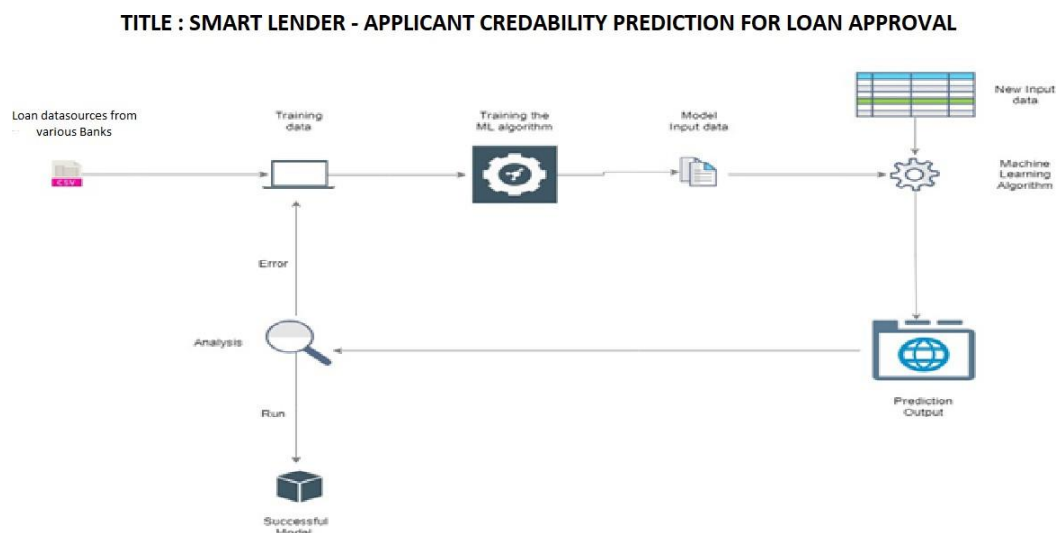 TITLE : SMART LENDER - APPLICANT CREDABILITY PREDICTION FOR LOAN APPROVAL
Loan datasources from
various Banks
CSV
Training
data
Training the
ML algorithm
Model
Input data
New Input
data
Machine
Learning
Algorithm
Error
Analysis
Run
Prediction
Output
Successful
Model